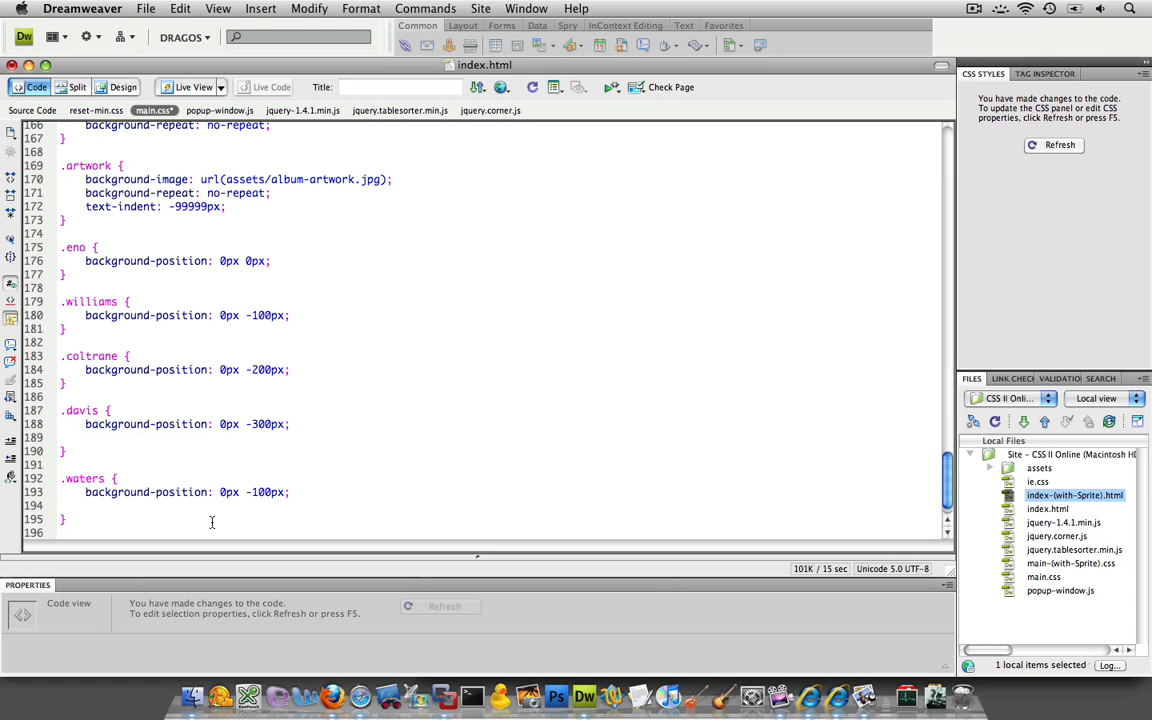 Dreamweaver File Edit View Insert Modify Format Commands Site Window Help
Dw DRAGOS Common Layout Forms Data Spry InContext Editing Text Favorites
index.html
Code Split Design Live View Live Code Title: Check Page
Source Code reset-min.css main.css* popup-window.js jquery-1.4.1.min.js jquery.tablesorter.min.js jquery.corner.js
166 background-repeat: no-repeat;
167 }
168
169 .artwork {
170 background-image: url(assets/album-artwork.jpg);
171 background-repeat: no-repeat;
172 text-indent: -99999px;
173 }
174
175 .eno {
176 background-position: 0px 0px;
177 }
178
179 .williams {
180 background-position: 0px -100px;
181 }
182
183 .coltrane {
184 background-position: 0px -200px;
185 }
186
187 .davis {
188 background-position: 0px -300px;
189
190 }
191
192 .waters {
193 background-position: 0px -100px;
194
195 }
196
101K / 15 sec Unicode 5.0 UTF-8
PROPERTIES
Code view
You have made changes to the code.
To edit selection properties, click Refresh or press F5.
Refresh
CSS STYLES TAG INSPECTOR
You have made changes to the code.
To update the CSS panel or edit CSS
properties, click Refresh or press F5.
Refresh
FILES LINK CHECK VALIDATIO SEARCH
CSS II Onli... Local view
Local Files
Site - CSS II Online (Macintosh HD
assets
ie.css
index-(with-Sprite).html
index.html
jquery-1.4.1.min.js
jquery.corner.js
jquery.tablesorter.min.js
main-(with-Sprite).css
main.css
popup-window.js
1 local items selected Log...
Ps Dw